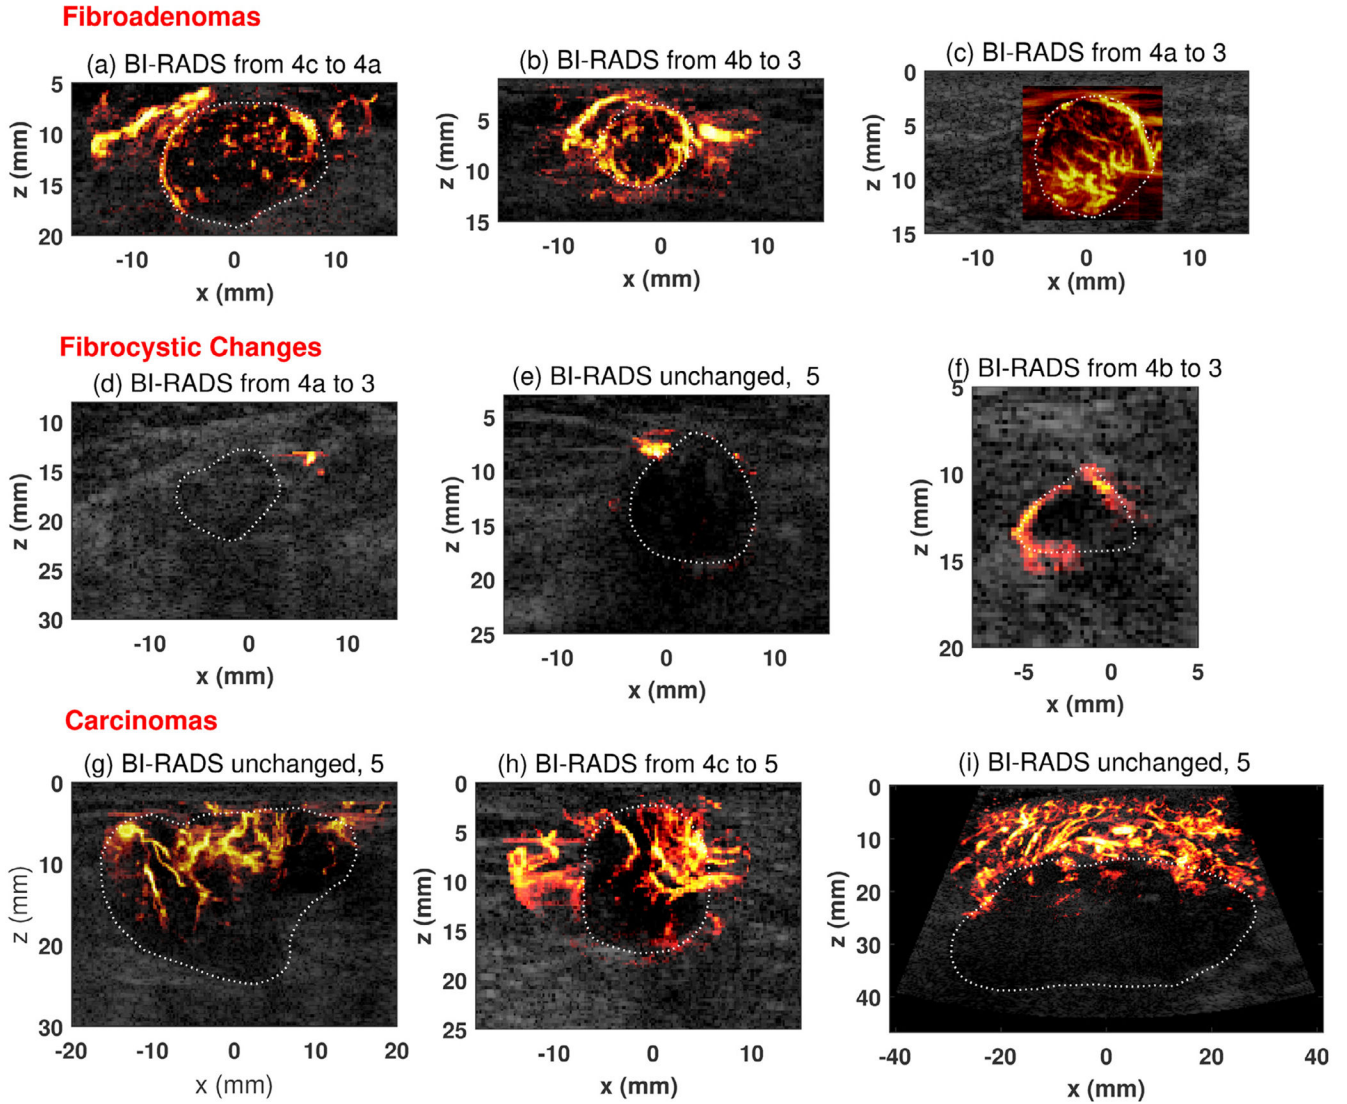 Fibroadenomas
(a) BI-RADS from 4c to 4a
5
10
15
20
z (mm)
-10 0 10
x (mm)
(b) BI-RADS from 4b to 3
5
10
15
z (mm)
-10 0 10
x (mm)
(c) BI-RADS from 4a to 3
0
5
10
15
z (mm)
-10 0 10
x (mm)
Fibrocystic Changes
(d) BI-RADS from 4a to 3
10
15
20
25
30
z (mm)
-10 0 10
x (mm)
(e) BI-RADS unchanged, 5
5
10
15
20
25
z (mm)
-10 0 10
x (mm)
(f) BI-RADS from 4b to 3
5
10
15
20
z (mm)
-5 0 5
x (mm)
Carcinomas
(g) BI-RADS unchanged, 5
0
10
20
30
z (mm)
-20 -10 0 10 20
x (mm)
(h) BI-RADS from 4c to 5
0
5
10
15
20
25
z (mm)
-10 0 10
x (mm)
(i) BI-RADS unchanged, 5
0
10
20
30
40
z (mm)
-40 -20 0 20 40
x (mm)